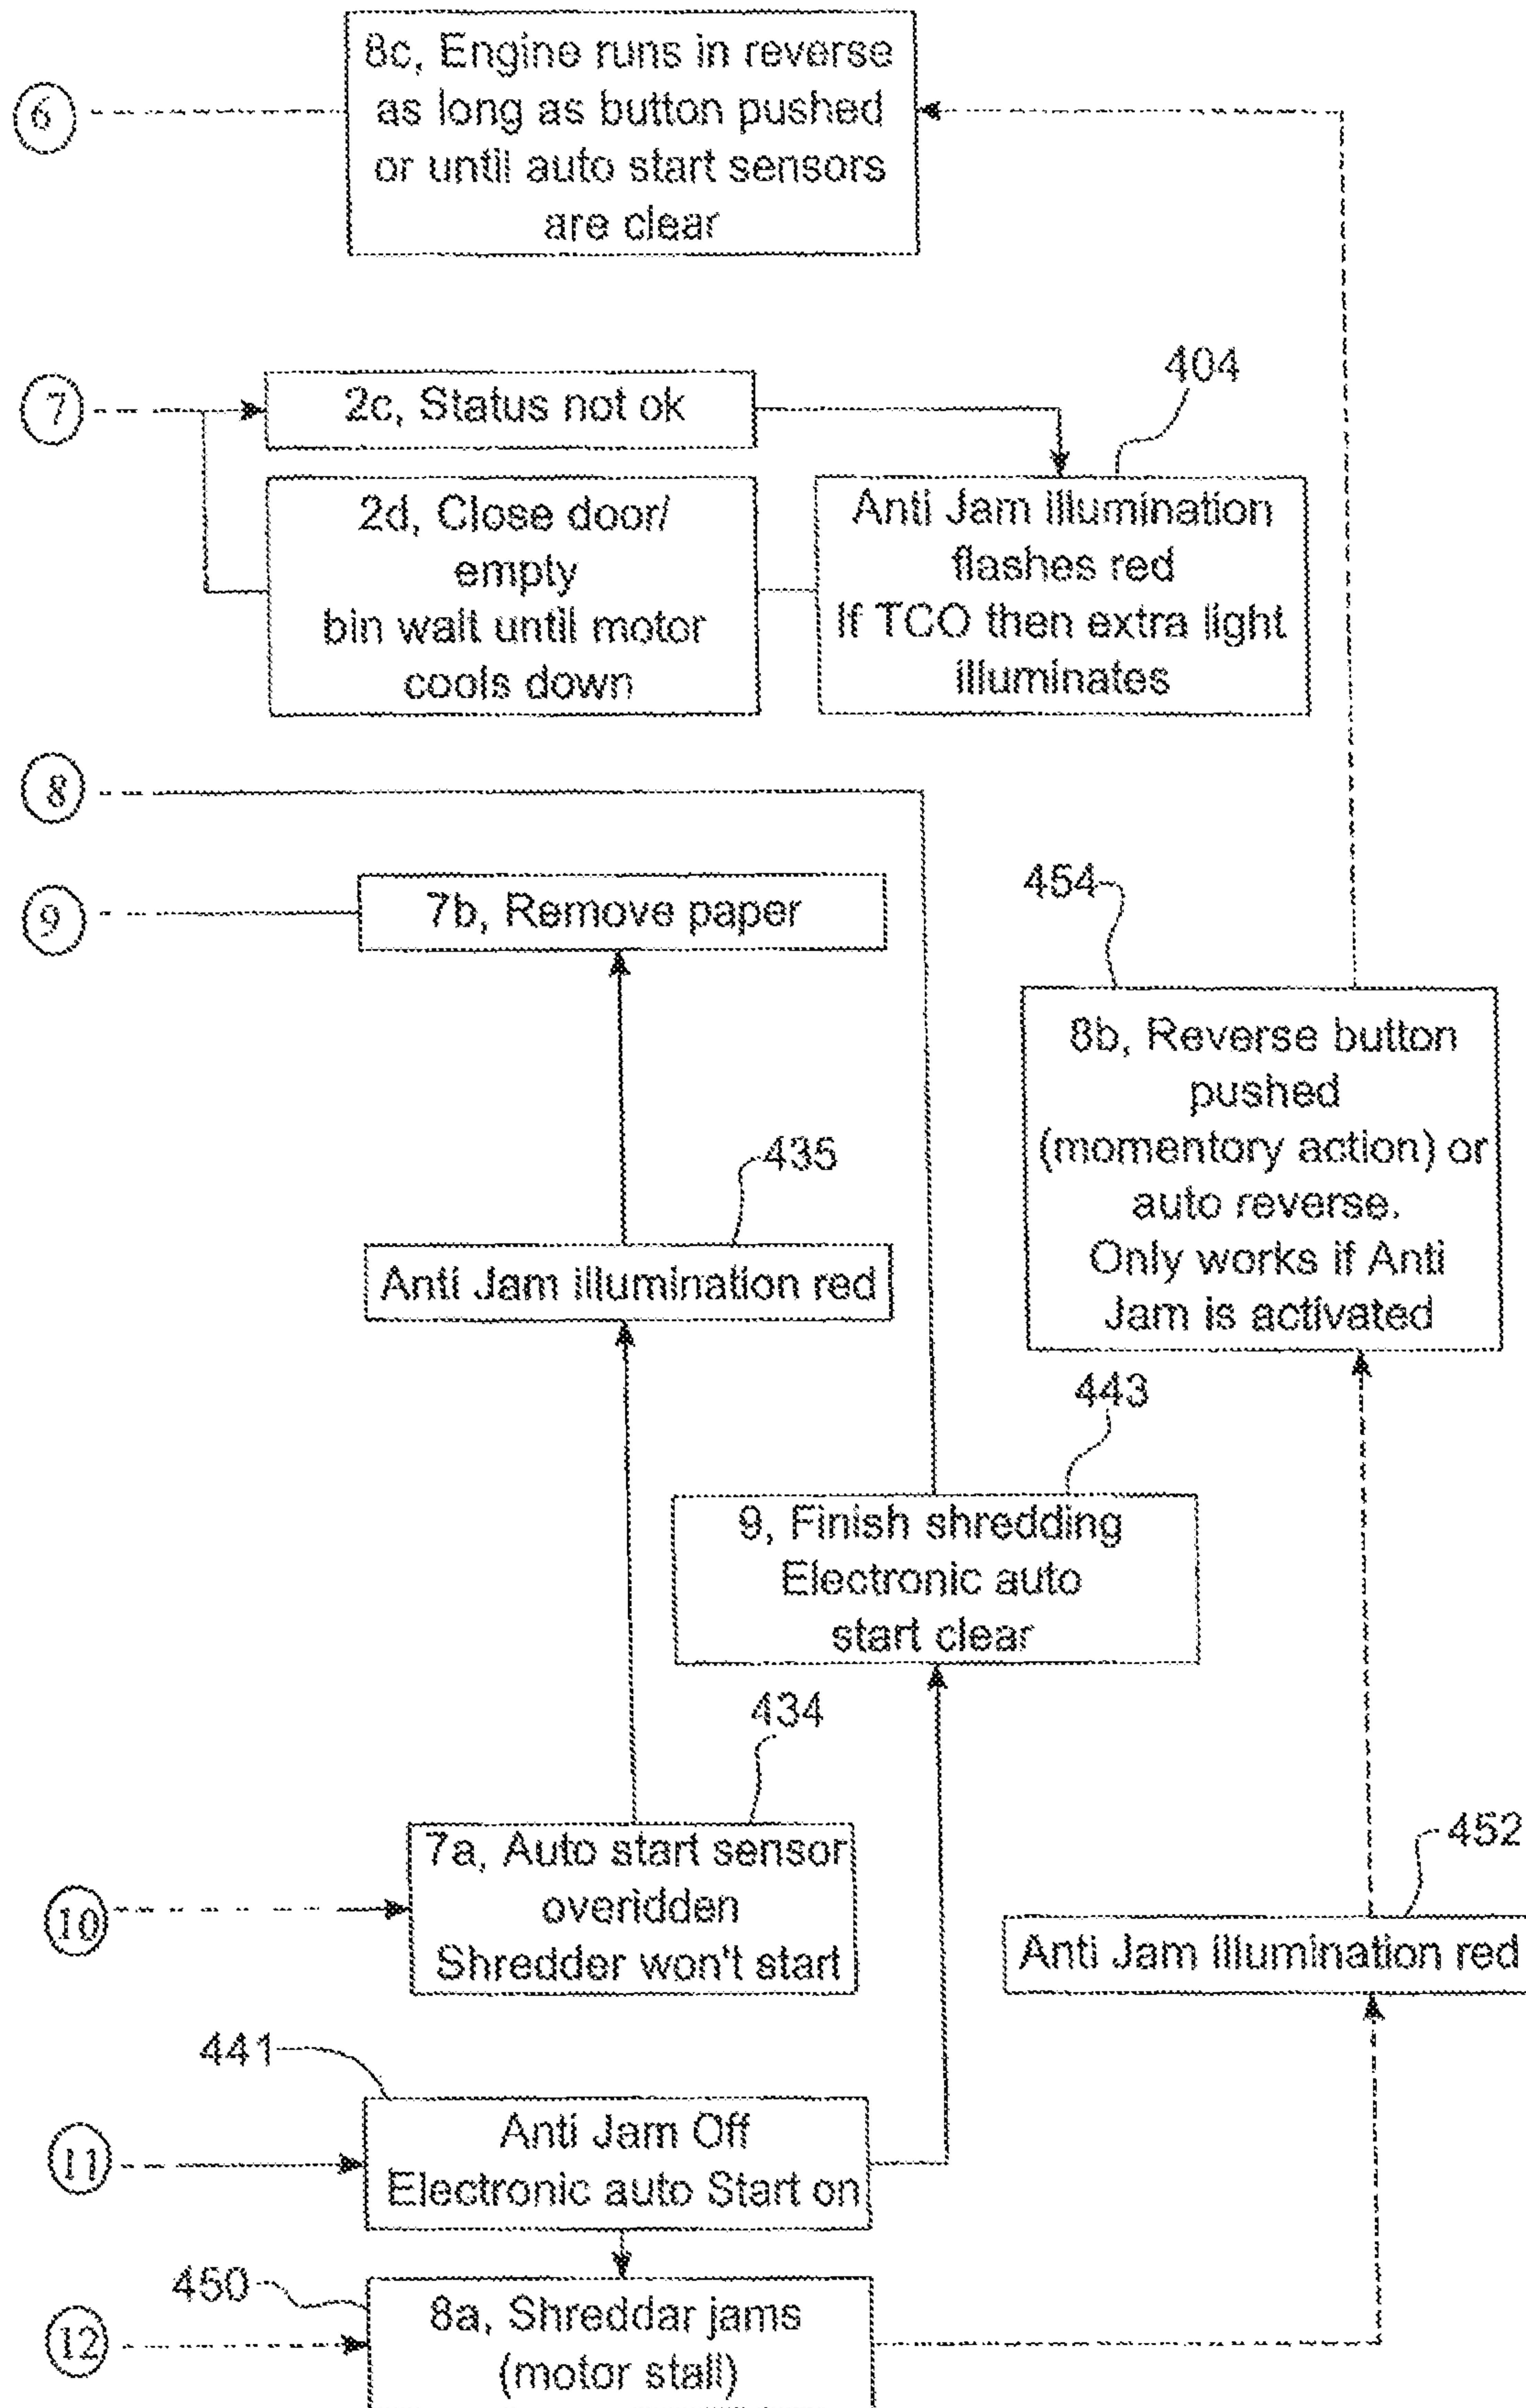 8c, Engine runs in reverse
as long as button pushed
or until auto start sensors
are clear
6
404
7
2c, Status not ok
2d, Close door/
empty
bin wait until motor
cools down
Anti Jam illumination
flashes red
If TCO then extra light
illuminates
8
454
9
7b, Remove paper
8b, Reverse button
pushed
(momentory action) or
auto reverse.
Only works if Anti
Jam is activated
435
Anti Jam illumination red
443
9, Finish shredding
Electronic auto
start clear
434
7a, Auto start sensor
overidden
Shredder won't start
10
452
Anti Jam illumination red
441
11
Anti Jam Off
Electronic auto Start on
450
12
8a, Shreddar jams
(motor stall)